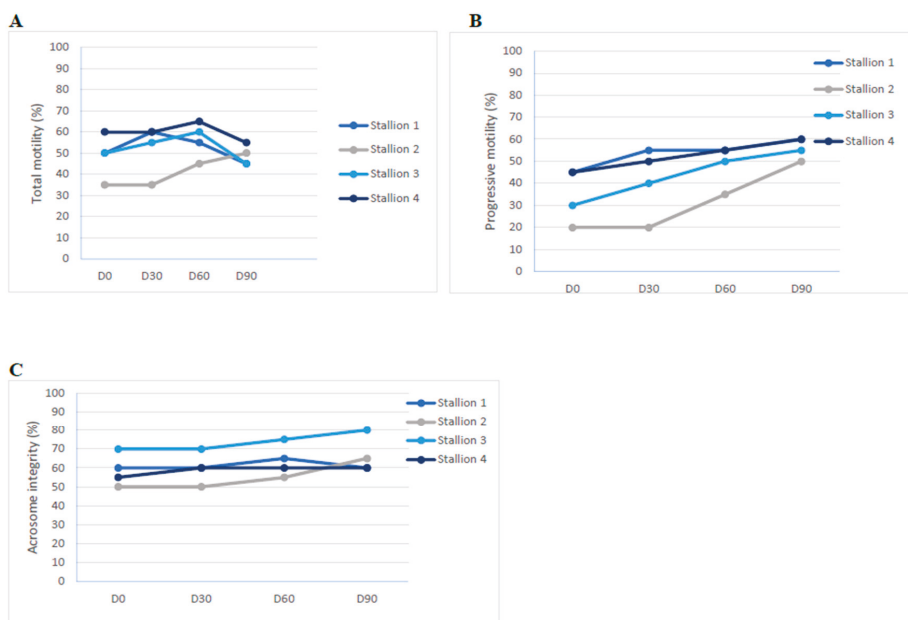 A
Total motility (%)
100
90
80
70
60
50
40
30
20
10
0
D0 D30 D60 D90
Stallion 1
Stallion 2
Stallion 3
Stallion 4
B
Progressive motility (%)
100
90
80
70
60
50
40
30
20
10
0
D0 D30 D60 D90
Stallion 1
Stallion 2
Stallion 3
Stallion 4
C
Acrosome integrity (%)
100
90
80
70
60
50
40
30
20
10
0
D0 D30 D60 D90
Stallion 1
Stallion 2
Stallion 3
Stallion 4